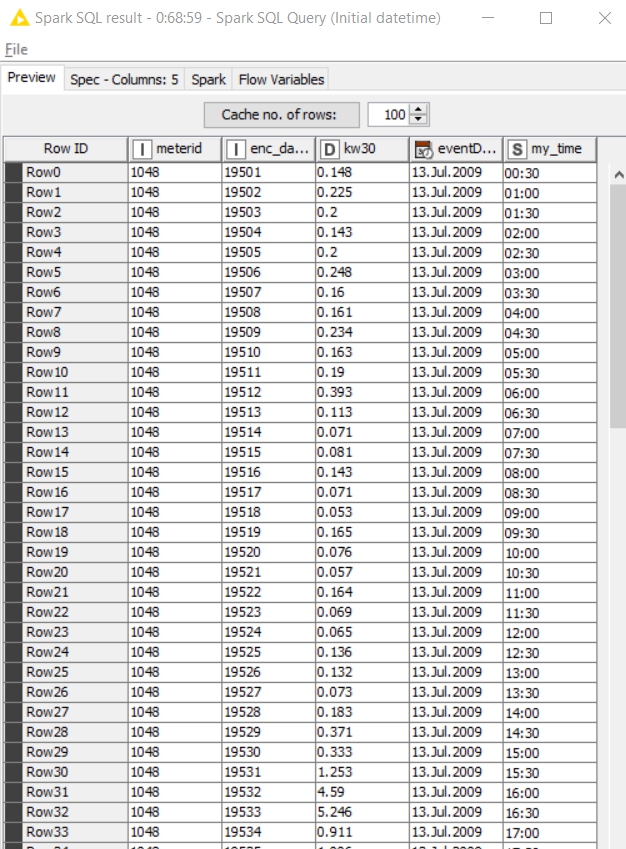 Spark SQL result - 0:68:59 - Spark SQL Query (Initial datetime)
File
Preview Spec - Columns: 5 Spark Flow Variables
Cache no. of rows: 100
Row ID I meterid I enc_da... D kw30 eventD... S my_time
Row0 1048 19501 0.148 13.Jul.2009 00:30
Row1 1048 19502 0.225 13.Jul.2009 01:00
Row2 1048 19503 0.2 13.Jul.2009 01:30
Row3 1048 19504 0.143 13.Jul.2009 02:00
Row4 1048 19505 0.2 13.Jul.2009 02:30
Row5 1048 19506 0.248 13.Jul.2009 03:00
Row6 1048 19507 0.16 13.Jul.2009 03:30
Row7 1048 19508 0.161 13.Jul.2009 04:00
Row8 1048 19509 0.234 13.Jul.2009 04:30
Row9 1048 19510 0.163 13.Jul.2009 05:00
Row10 1048 19511 0.19 13.Jul.2009 05:30
Row11 1048 19512 0.393 13.Jul.2009 06:00
Row12 1048 19513 0.113 13.Jul.2009 06:30
Row13 1048 19514 0.071 13.Jul.2009 07:00
Row14 1048 19515 0.081 13.Jul.2009 07:30
Row15 1048 19516 0.143 13.Jul.2009 08:00
Row16 1048 19517 0.071 13.Jul.2009 08:30
Row17 1048 19518 0.053 13.Jul.2009 09:00
Row18 1048 19519 0.165 13.Jul.2009 09:30
Row19 1048 19520 0.076 13.Jul.2009 10:00
Row20 1048 19521 0.057 13.Jul.2009 10:30
Row21 1048 19522 0.164 13.Jul.2009 11:00
Row22 1048 19523 0.069 13.Jul.2009 11:30
Row23 1048 19524 0.065 13.Jul.2009 12:00
Row24 1048 19525 0.136 13.Jul.2009 12:30
Row25 1048 19526 0.132 13.Jul.2009 13:00
Row26 1048 19527 0.073 13.Jul.2009 13:30
Row27 1048 19528 0.183 13.Jul.2009 14:00
Row28 1048 19529 0.371 13.Jul.2009 14:30
Row29 1048 19530 0.333 13.Jul.2009 15:00
Row30 1048 19531 1.253 13.Jul.2009 15:30
Row31 1048 19532 4.59 13.Jul.2009 16:00
Row32 1048 19533 5.246 13.Jul.2009 16:30
Row33 1048 19534 0.911 13.Jul.2009 17:00